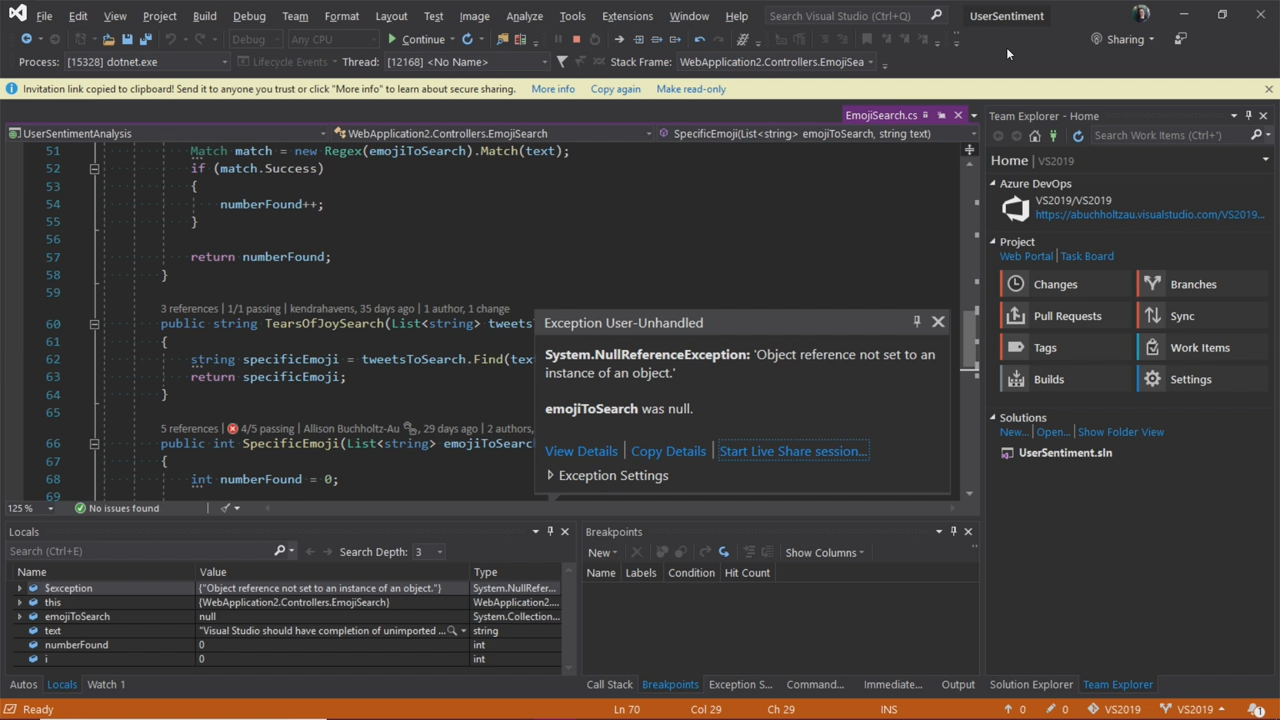 File Edit View Project Build Debug Team Format Layout Test Image Analyze Tools Extensions Window Help Search Visual Studio (Ctrl+Q) UserSentiment
Debug Any CPU Continue Sharing
Process: [15328] dotnet.exe Lifecycle Events Thread: [12168] <No Name> Stack Frame: WebApplication2.Controllers.EmojiSea
Invitation link copied to clipboard! Send it to anyone you trust or click "More info" to learn about secure sharing. More info Copy again Make read-only
EmojiSearch.cs
UserSentimentAnalysis WebApplication2.Controllers.EmojiSearch SpecificEmoji(List<string> emojiToSearch, string text)
51 Match match = new Regex(emojiToSearch).Match(text);
52 if (match.Success)
53 {
54 numberFound++;
55 }
56
57 return numberFound;
58 }
59
3 references | 1/1 passing | kendrahavens, 35 days ago | 1 author, 1 change
60 public string TearsOfJoySearch(List<string> tweets
61 {
62 string specificEmoji = tweetsToSearch.Find(tex
63 return specificEmoji;
64 }
65
5 references | 4/5 passing | Allison Buchholtz-Au, 29 days ago | 2 authors,
66 public int SpecificEmoji(List<string> emojiToSearc
67 {
68 int numberFound = 0;
69
Exception User-Unhandled
System.NullReferenceException: 'Object reference not set to an
instance of an object.'
emojiToSearch was null.
View Details | Copy Details | Start Live Share session...
Exception Settings
125 % No issues found
Team Explorer - Home
Search Work Items (Ctrl+')
Home | VS2019
Azure DevOps
VS2019/VS2019
https://abuchholtzau.visualstudio.com/VS2019...
Project
Web Portal | Task Board
Changes Branches
Pull Requests Sync
Tags Work Items
Builds Settings
Solutions
New... | Open... | Show Folder View
UserSentiment.sln
Locals
Search (Ctrl+E) Search Depth: 3
Name Value Type
$exception {"Object reference not set to an instance of an object."} System.NullRefer...
this {WebApplication2.Controllers.EmojiSearch} WebApplication2....
emojiToSearch null System.Collection...
text "Visual Studio should have completion of unimported ... string
numberFound 0 int
i 0 int
Autos Locals Watch 1
Breakpoints
New Show Columns
Name Labels Condition Hit Count
Call Stack Breakpoints Exception S... Command... Immediate... Output
Solution Explorer Team Explorer
Ready Ln 70 Col 29 Ch 29 INS 0 0 VS2019 VS2019 1